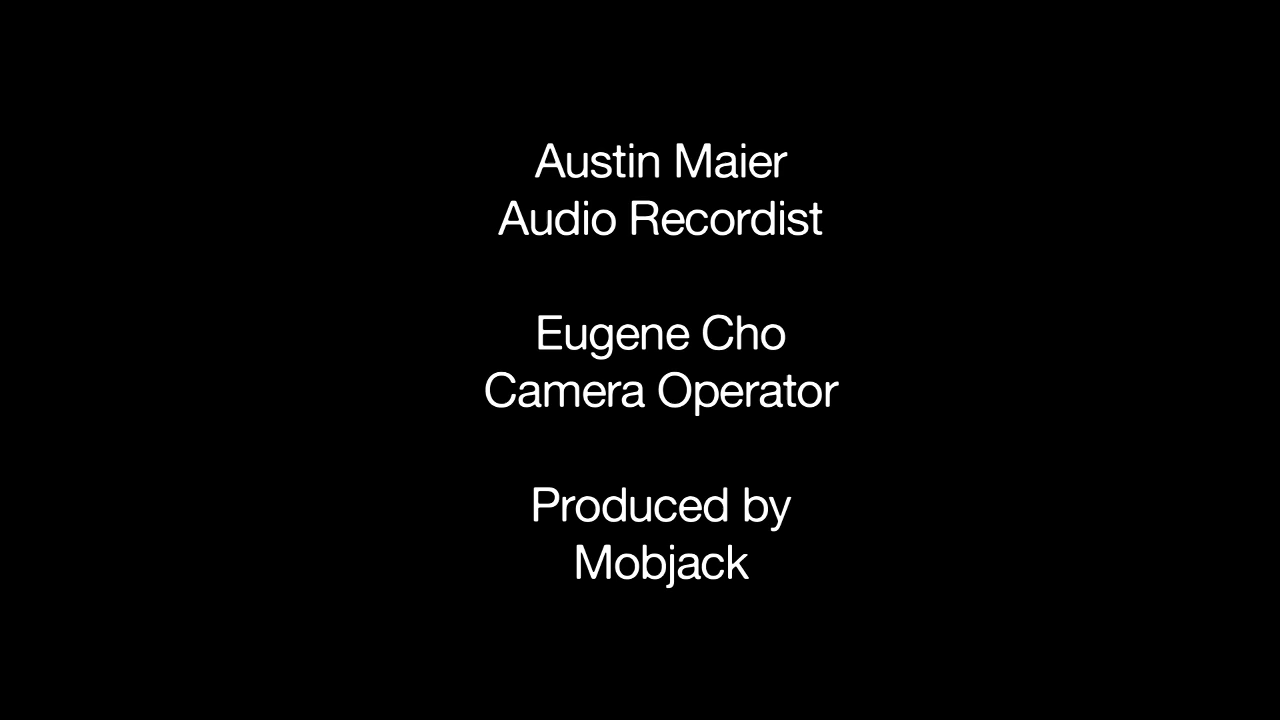 Austin Maier
Audio Recordist
Eugene Cho
Camera Operator
Produced by
Mobjack